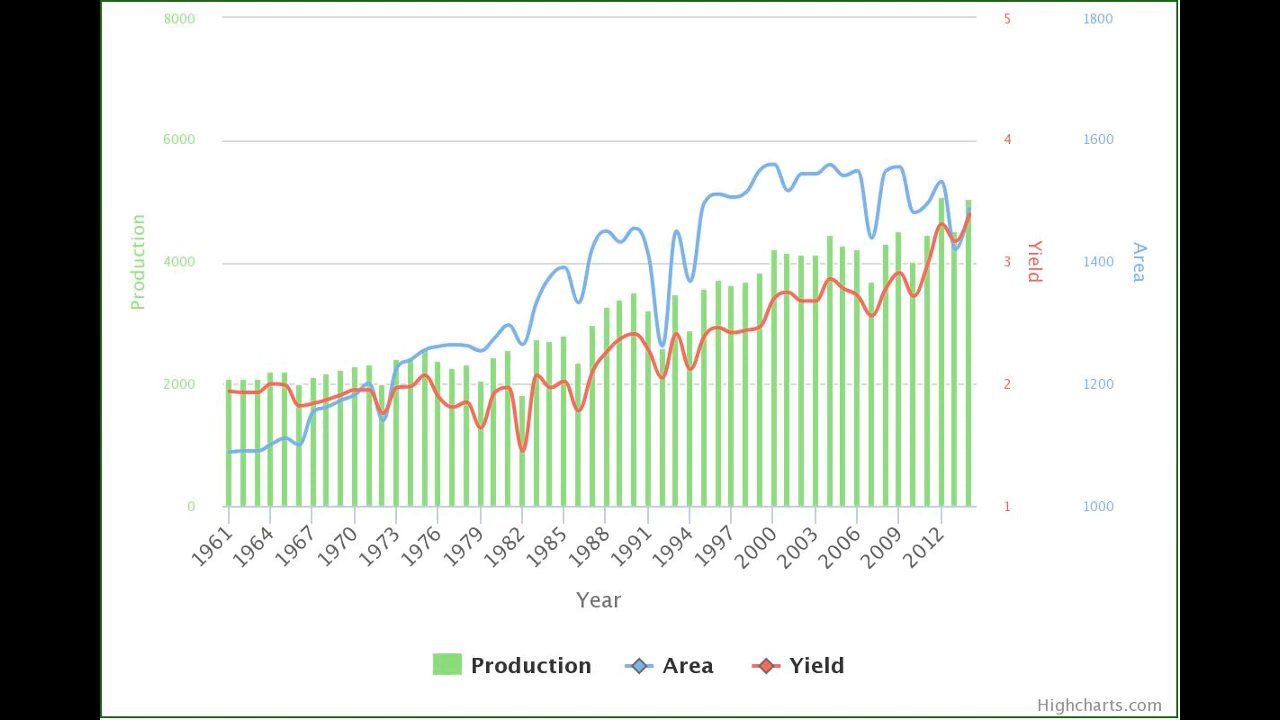 8000 5 1800
6000 4 1600
4000 3 1400
2000 2 1200
0 1 1000
Production
Yield
Area
1961 1964 1967 1970 1973 1976 1979 1982 1985 1988 1991 1994 1997 2000 2003 2006 2009 2012
Year
Production Area Yield
Highcharts.com